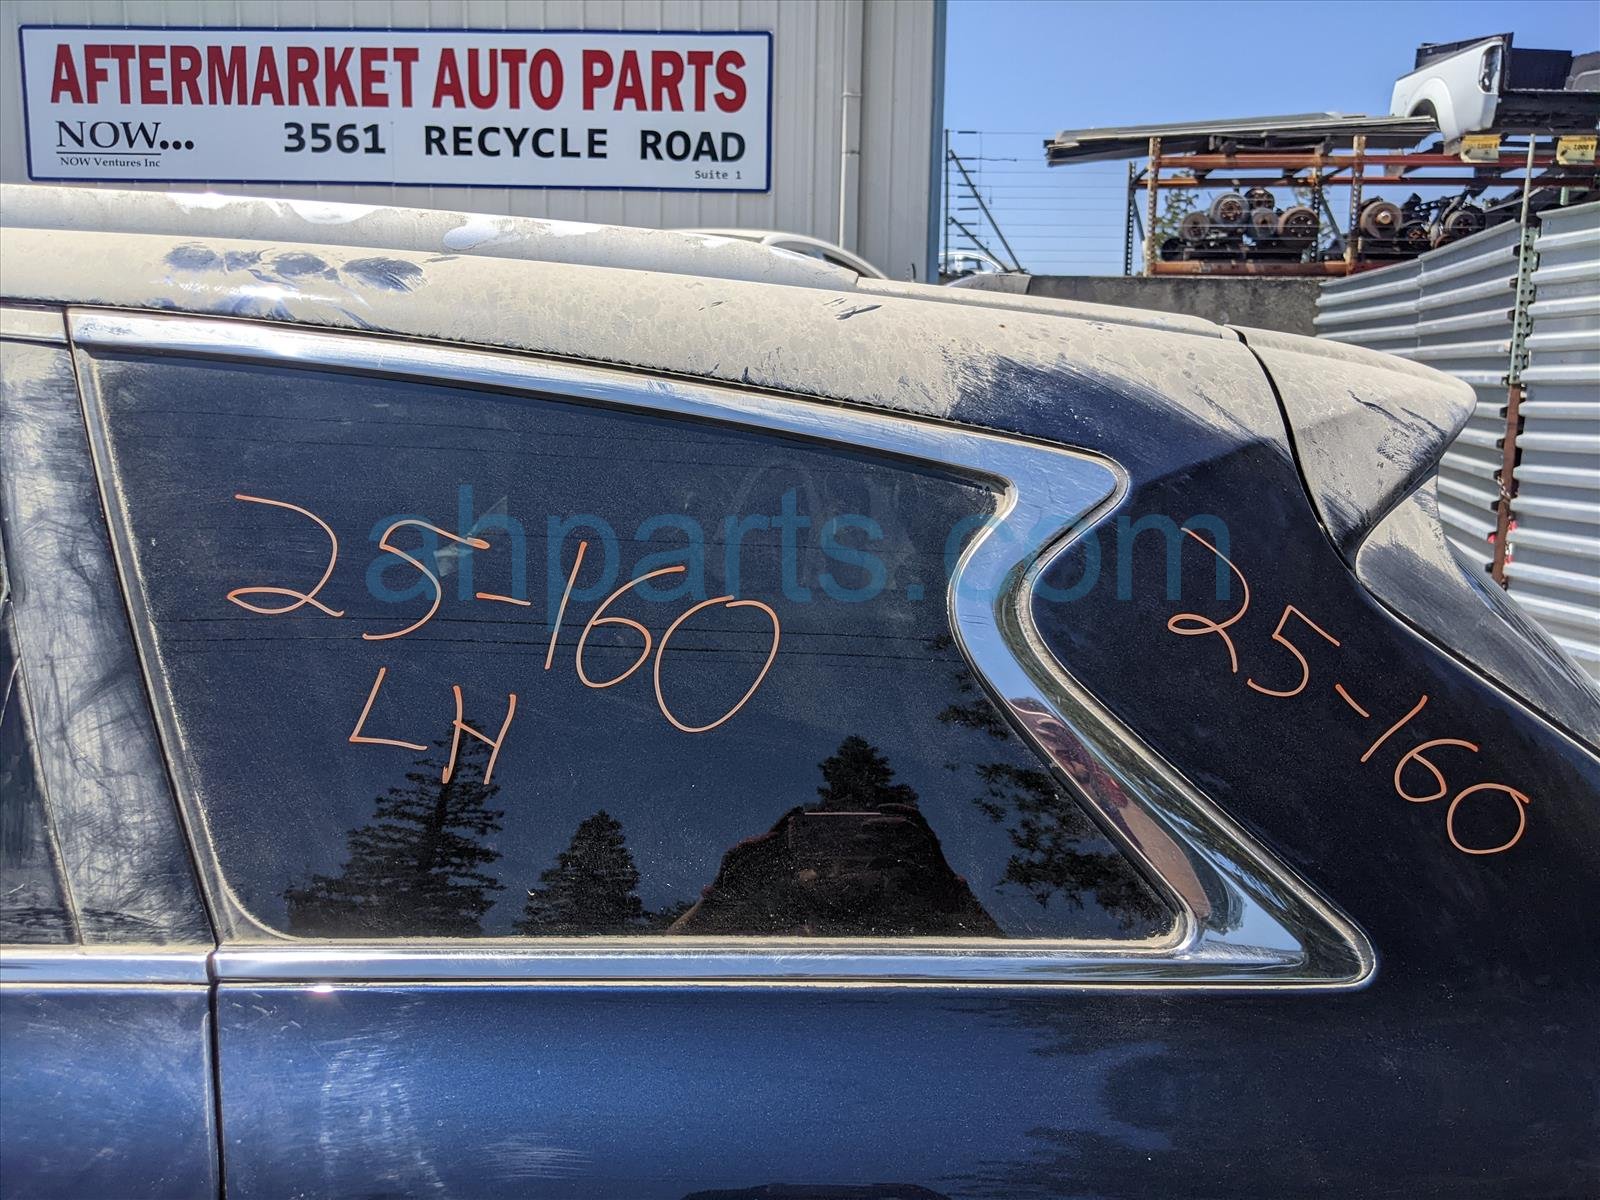 AFTERMARKET AUTO PARTS
NOW...
NOW Ventures Inc
3561 RECYCLE ROAD
Suite 1
ahparts.com
25-160
LH
25-160